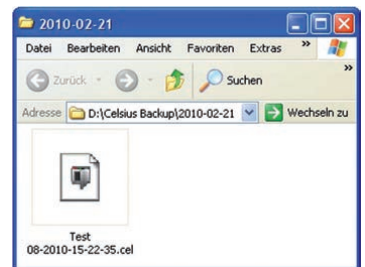 2010-02-21
Datei Bearbeiten Ansicht Favoriten Extras »
Zurück Suchen »
Adresse D:\Celsius Backup\2010-02-21 Wechseln zu
Test
08-2010-15-22-35.cel